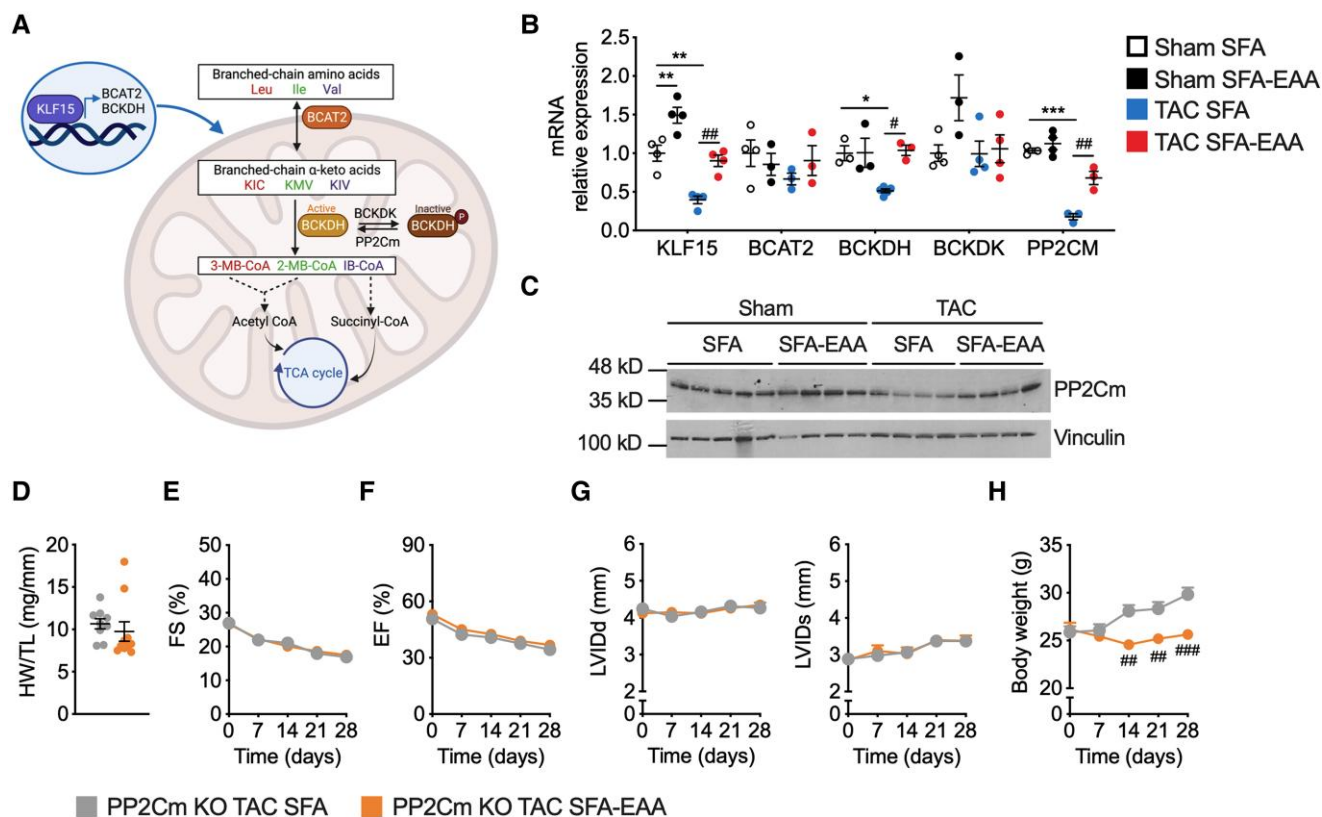 A
KLF15
BCAT2
BCKDH
Branched-chain amino acids
Leu Ile Val
BCAT2
Branched-chain α-keto acids
KIC KMV KIV
Active
BCKDH
BCKDK
PP2Cm
Inactive
BCKDH
P
3-MB-CoA 2-MB-CoA IB-CoA
Acetyl CoA Succinyl-CoA
TCA cycle
B
mRNA
relative expression
2.5
2.0
1.5
1.0
0.5
0.0
**
**
##
*
#
***
##
KLF15 BCAT2 BCKDH BCKDK PP2CM
Sham SFA
Sham SFA-EAA
TAC SFA
TAC SFA-EAA
C
Sham TAC
SFA SFA-EAA SFA SFA-EAA
48 kD
35 kD
PP2Cm
100 kD
Vinculin
D
HW/TL (mg/mm)
20
15
10
5
0
E
FS (%)
50
40
30
20
10
0
0 7 14 21 28
Time (days)
F
EF (%)
90
60
30
0
0 7 14 21 28
Time (days)
G
LVIDd (mm)
6
5
4
3
2
0
0 7 14 21 28
Time (days)
LVIDs (mm)
6
5
4
3
2
0
0 7 14 21 28
Time (days)
H
Body weight (g)
35
30
25
20
0
## ## ###
0 7 14 21 28
Time (days)
PP2Cm KO TAC SFA PP2Cm KO TAC SFA-EAA